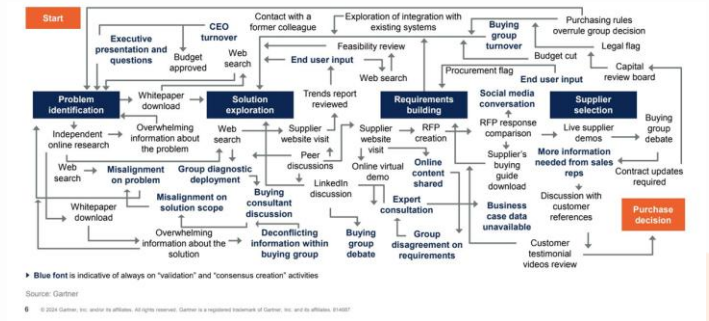 Start
Executive
presentation and
questions
CEO
turnover
Budget
approved
Web
search
Contact with a
former colleague
Exploration of integration with
existing systems
Feasibility review
End user input
Web search
Buying
group
turnover
Purchasing rules
overrule group decision
Legal flag
Budget cut
Capital
review board
Procurement flag
End user input
Problem
identification
Whitepaper
download
Solution
exploration
Trends report
reviewed
Requirements
building
Social media
conversation
Supplier
selection
Independent
online research
Overwhelming
information about
the problem
Web
search
Supplier
website visit
Supplier
website
visit
RFP
creation
RFP response
comparison
Live supplier
demos
Buying
group
debate
Web
search
Misalignment
on problem
Group diagnostic
deployment
Peer
discussions
Online virtual
demo
Online
content
shared
Supplier's
buying
guide
download
More information
needed from sales
reps
Contract updates
required
Whitepaper
download
Misalignment on
solution scope
Buying
consultant
discussion
LinkedIn
discussion
Expert
consultation
Business
case data
unavailable
Discussion with
customer
references
Purchase
decision
Overwhelming
information about the
solution
Deconflicting
information within
buying group
Buying
group
debate
Group
disagreement on
requirements
Customer
testimonial
videos review
Blue font is indicative of always on “validation” and “consensus creation” activities
Source: Gartner
6 © 2024 Gartner, Inc. and/or its affiliates. All rights reserved. Gartner is a registered trademark of Gartner, Inc. and its affiliates.